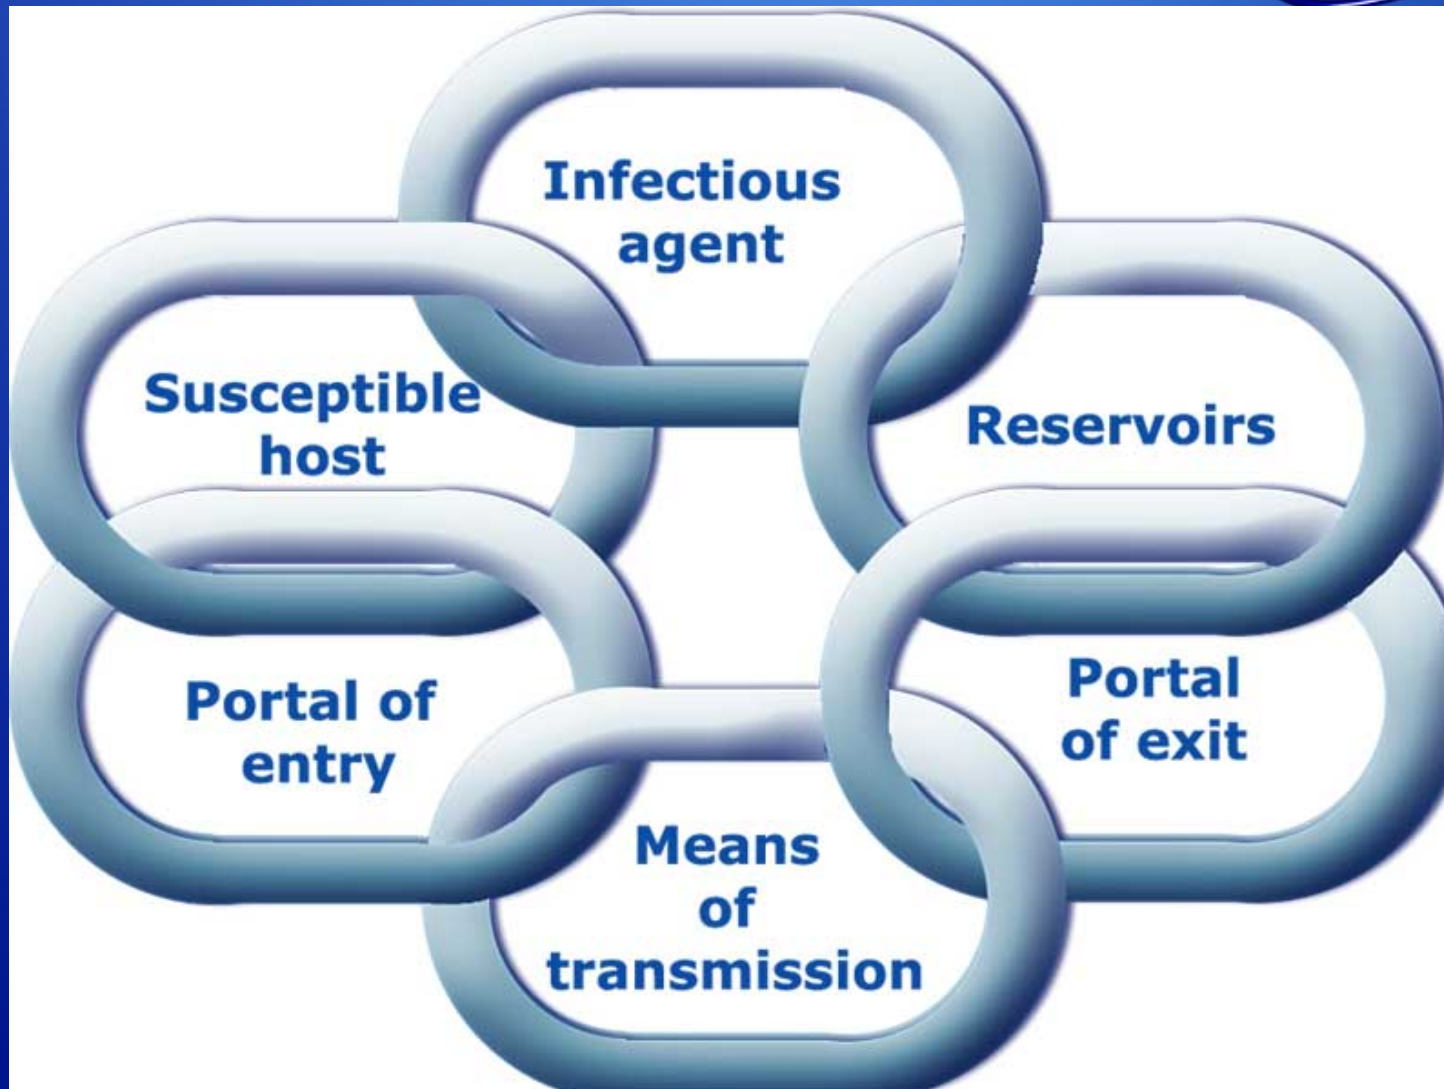 Infectious
agent
Reservoirs
Portal
of exit
Means
of
transmission
Portal of
entry
Susceptible
host